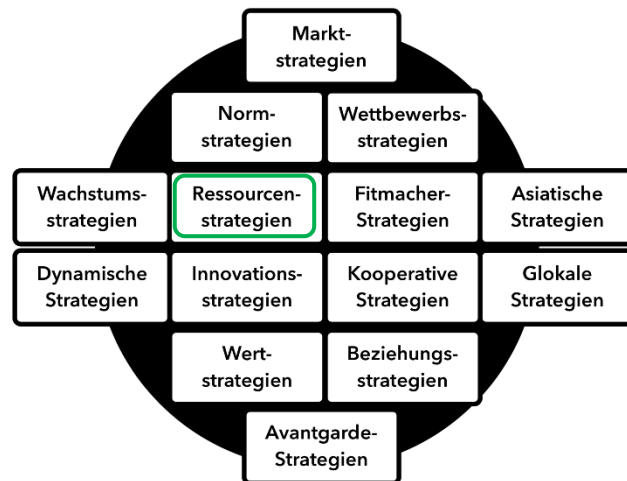 Markt-
strategien
Norm-
strategien
Wettbewerbs-
strategien
Wachstums-
strategien
Ressourcen-
strategien
Fitmacher-
Strategien
Asiatische
Strategien
Dynamische
Strategien
Innovations-
strategien
Kooperative
Strategien
Glokale
Strategien
Wert-
strategien
Beziehungs-
strategien
Avantgarde-
Strategien